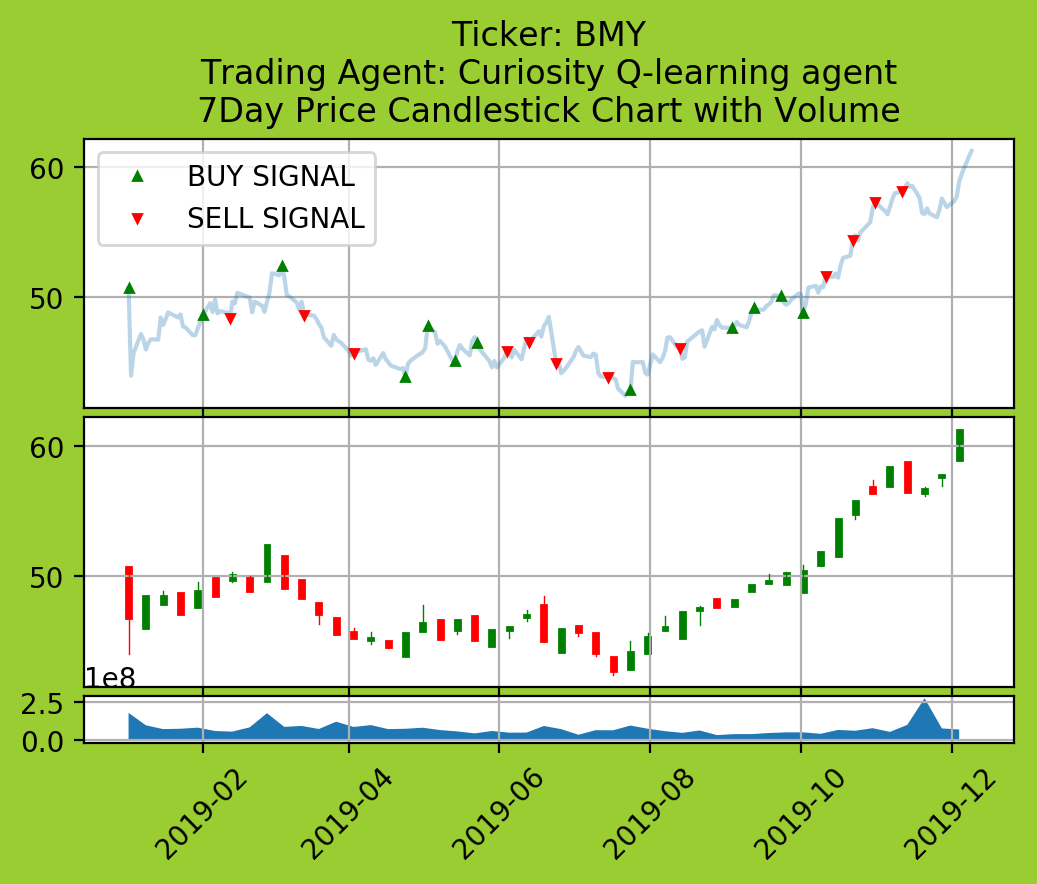 Ticker: BMY
Trading Agent: Curiosity Q-learning agent
7Day Price Candlestick Chart with Volume
BUY SIGNAL
SELL SIGNAL
60
50
60
50
1e8
2.5
0.0
2019-02
2019-04
2019-06
2019-08
2019-10
2019-12